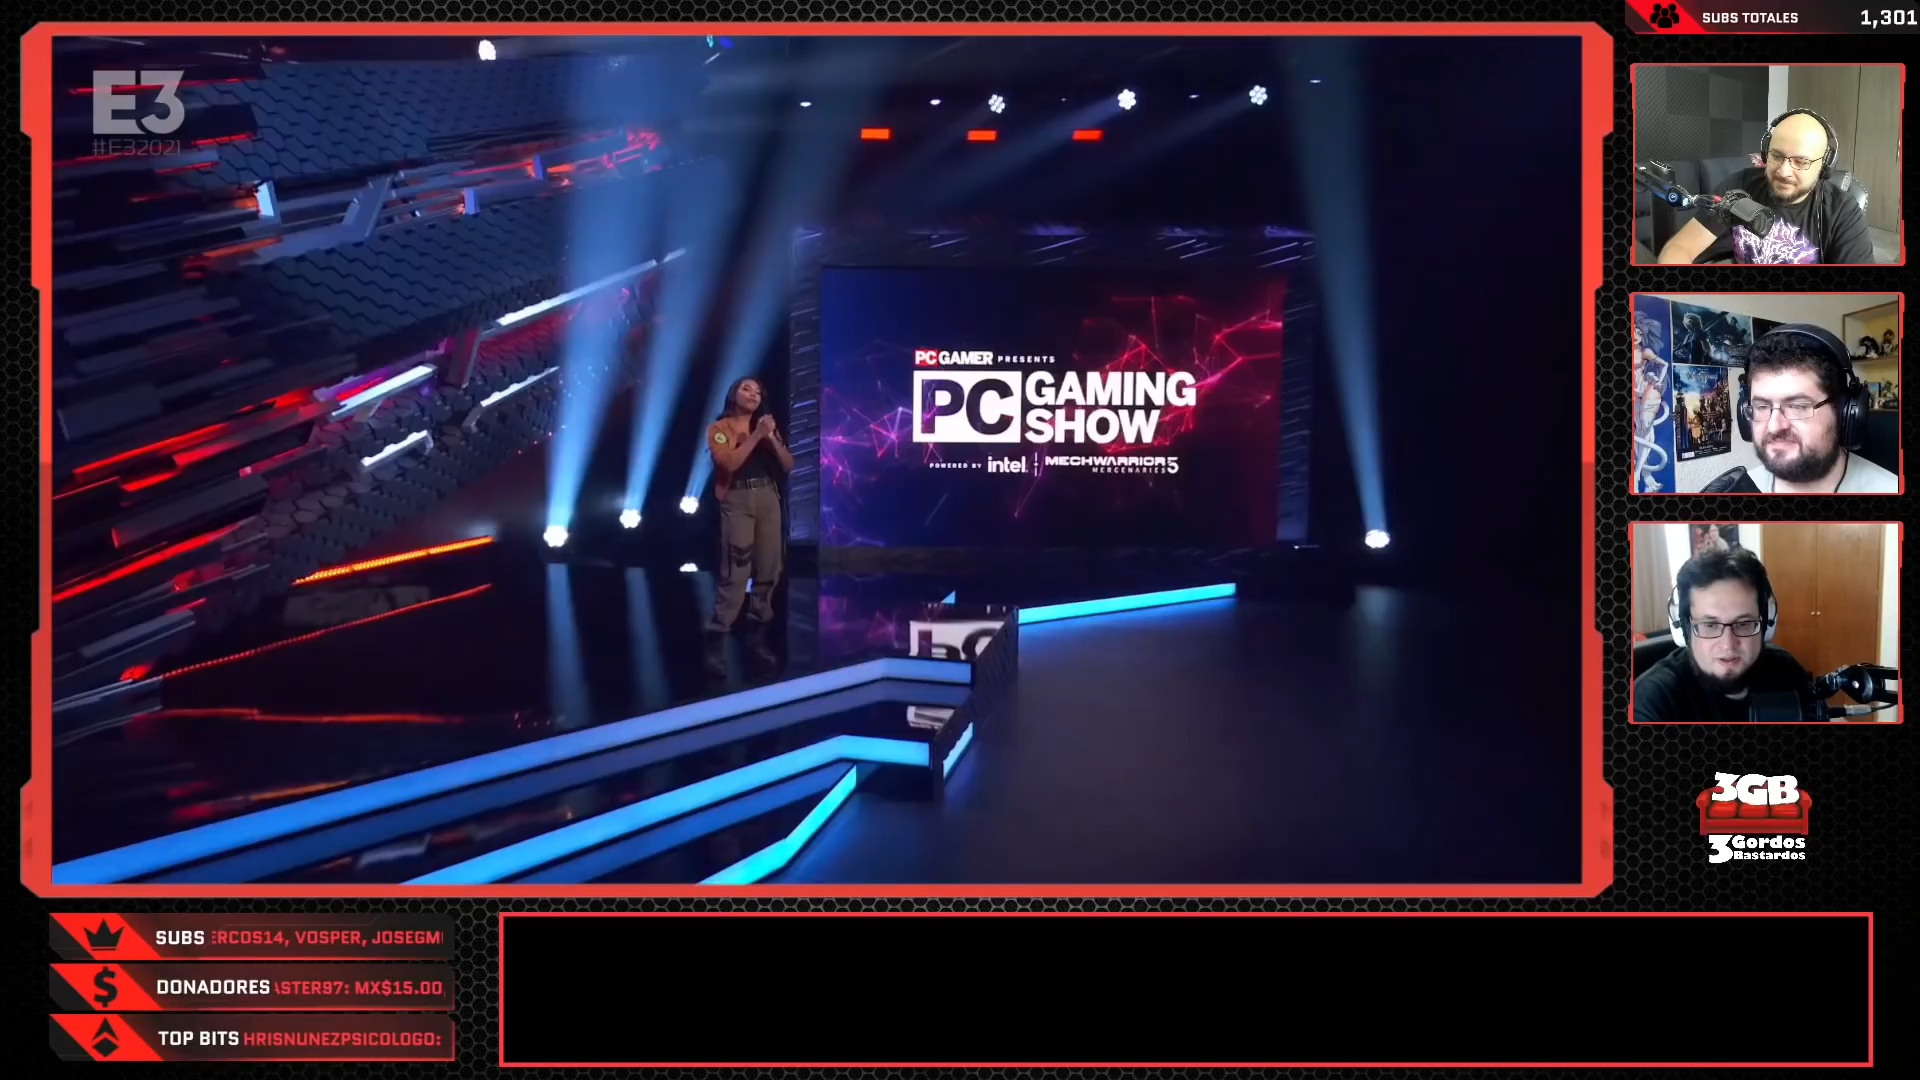 SUBS TOTALES 1,301
E3
#E32021
PC GAMER PRESENTS
PC GAMING SHOW
POWERED BY intel. MECHWARRIOR 5
MERCENARIES
3GB
3 Gordos Bastardos
SUBS ERCOS14, VOSPER, JOSEGM
DONADORES ASTER97: MX$15.00
TOP BITS HRISNUNEZPSICOLOGO: